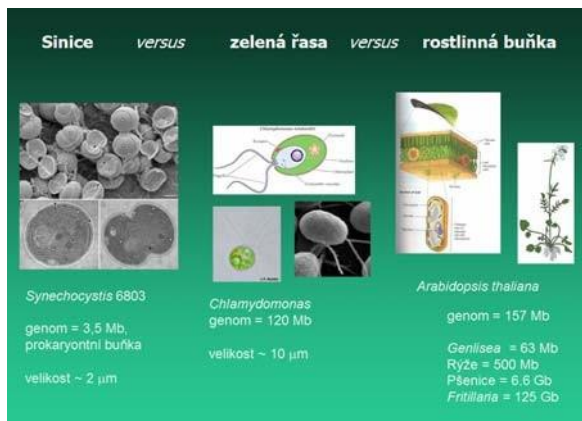 Sinice versus zelená řasa versus rostlinná buňka
Synechocystis 6803
genom = 3,5 Mb,
prokaryontní buňka
velikost ~ 2 μm
Chlamydomonas
genom = 120 Mb
velikost ~ 10 μm
Arabidopsis thaliana
genom = 157 Mb
Genlisea = 63 Mb
Rýže = 500 Mb
Pšenice = 6.6 Gb
Fritillaria = 125 Gb